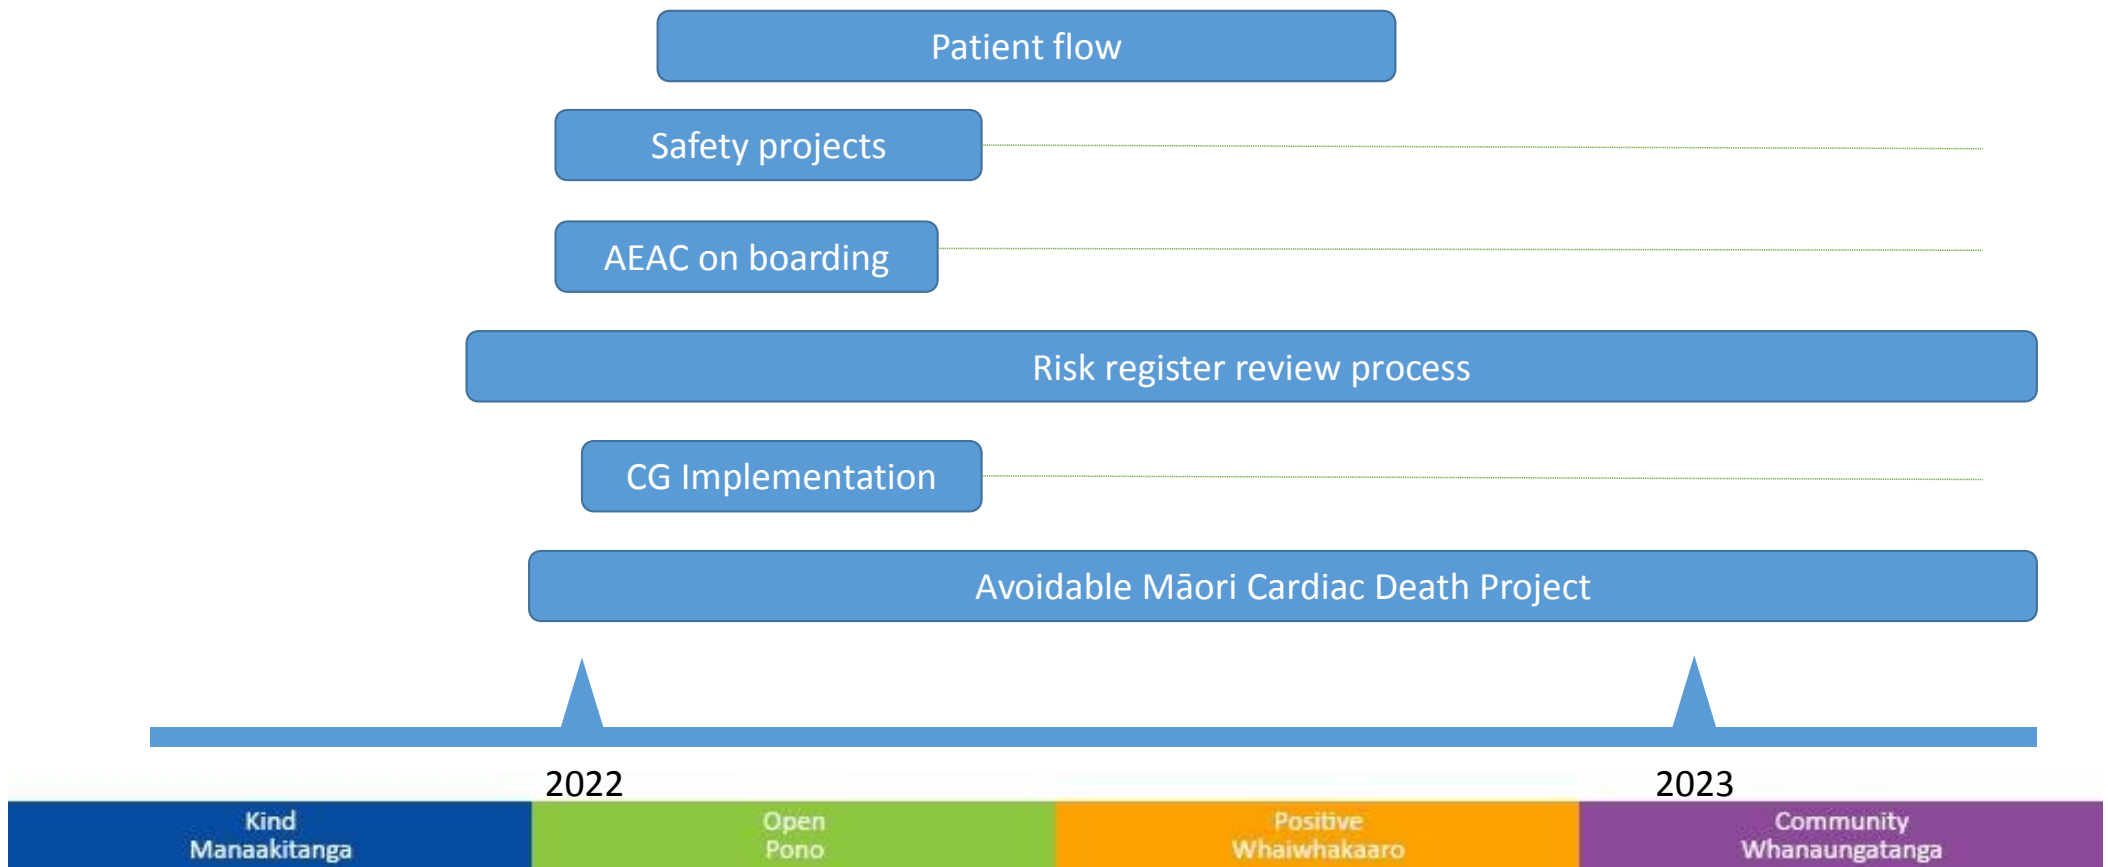 Patient flow
Safety projects
AEAC on boarding
Risk register review process
CG Implementation
Avoidable Māori Cardiac Death Project
2022
2023
Kind
Manaakitanga
Open
Pono
Positive
Whaiwhakaaro
Community
Whanaungatanga